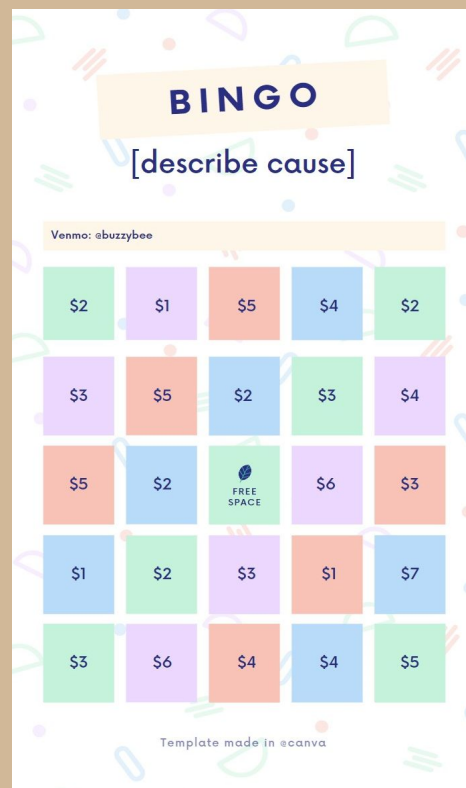 BINGO
[describe cause]
Venmo: @buzzybee
$2 $1 $5 $4 $2
$3 $5 $2 $3 $4
$5 $2 FREE SPACE $6 $3
$1 $2 $3 $1 $7
$3 $6 $4 $4 $5
Template made in @canva